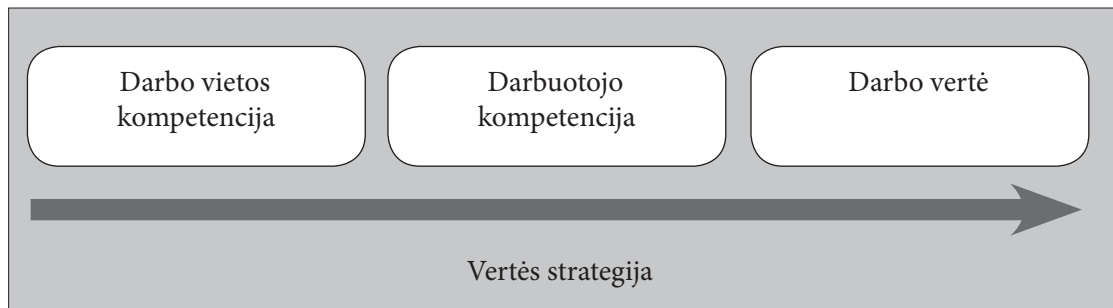 Darbo vietos
kompetencija
Darbuotojo
kompetencija
Darbo vertė
Vertės strategija